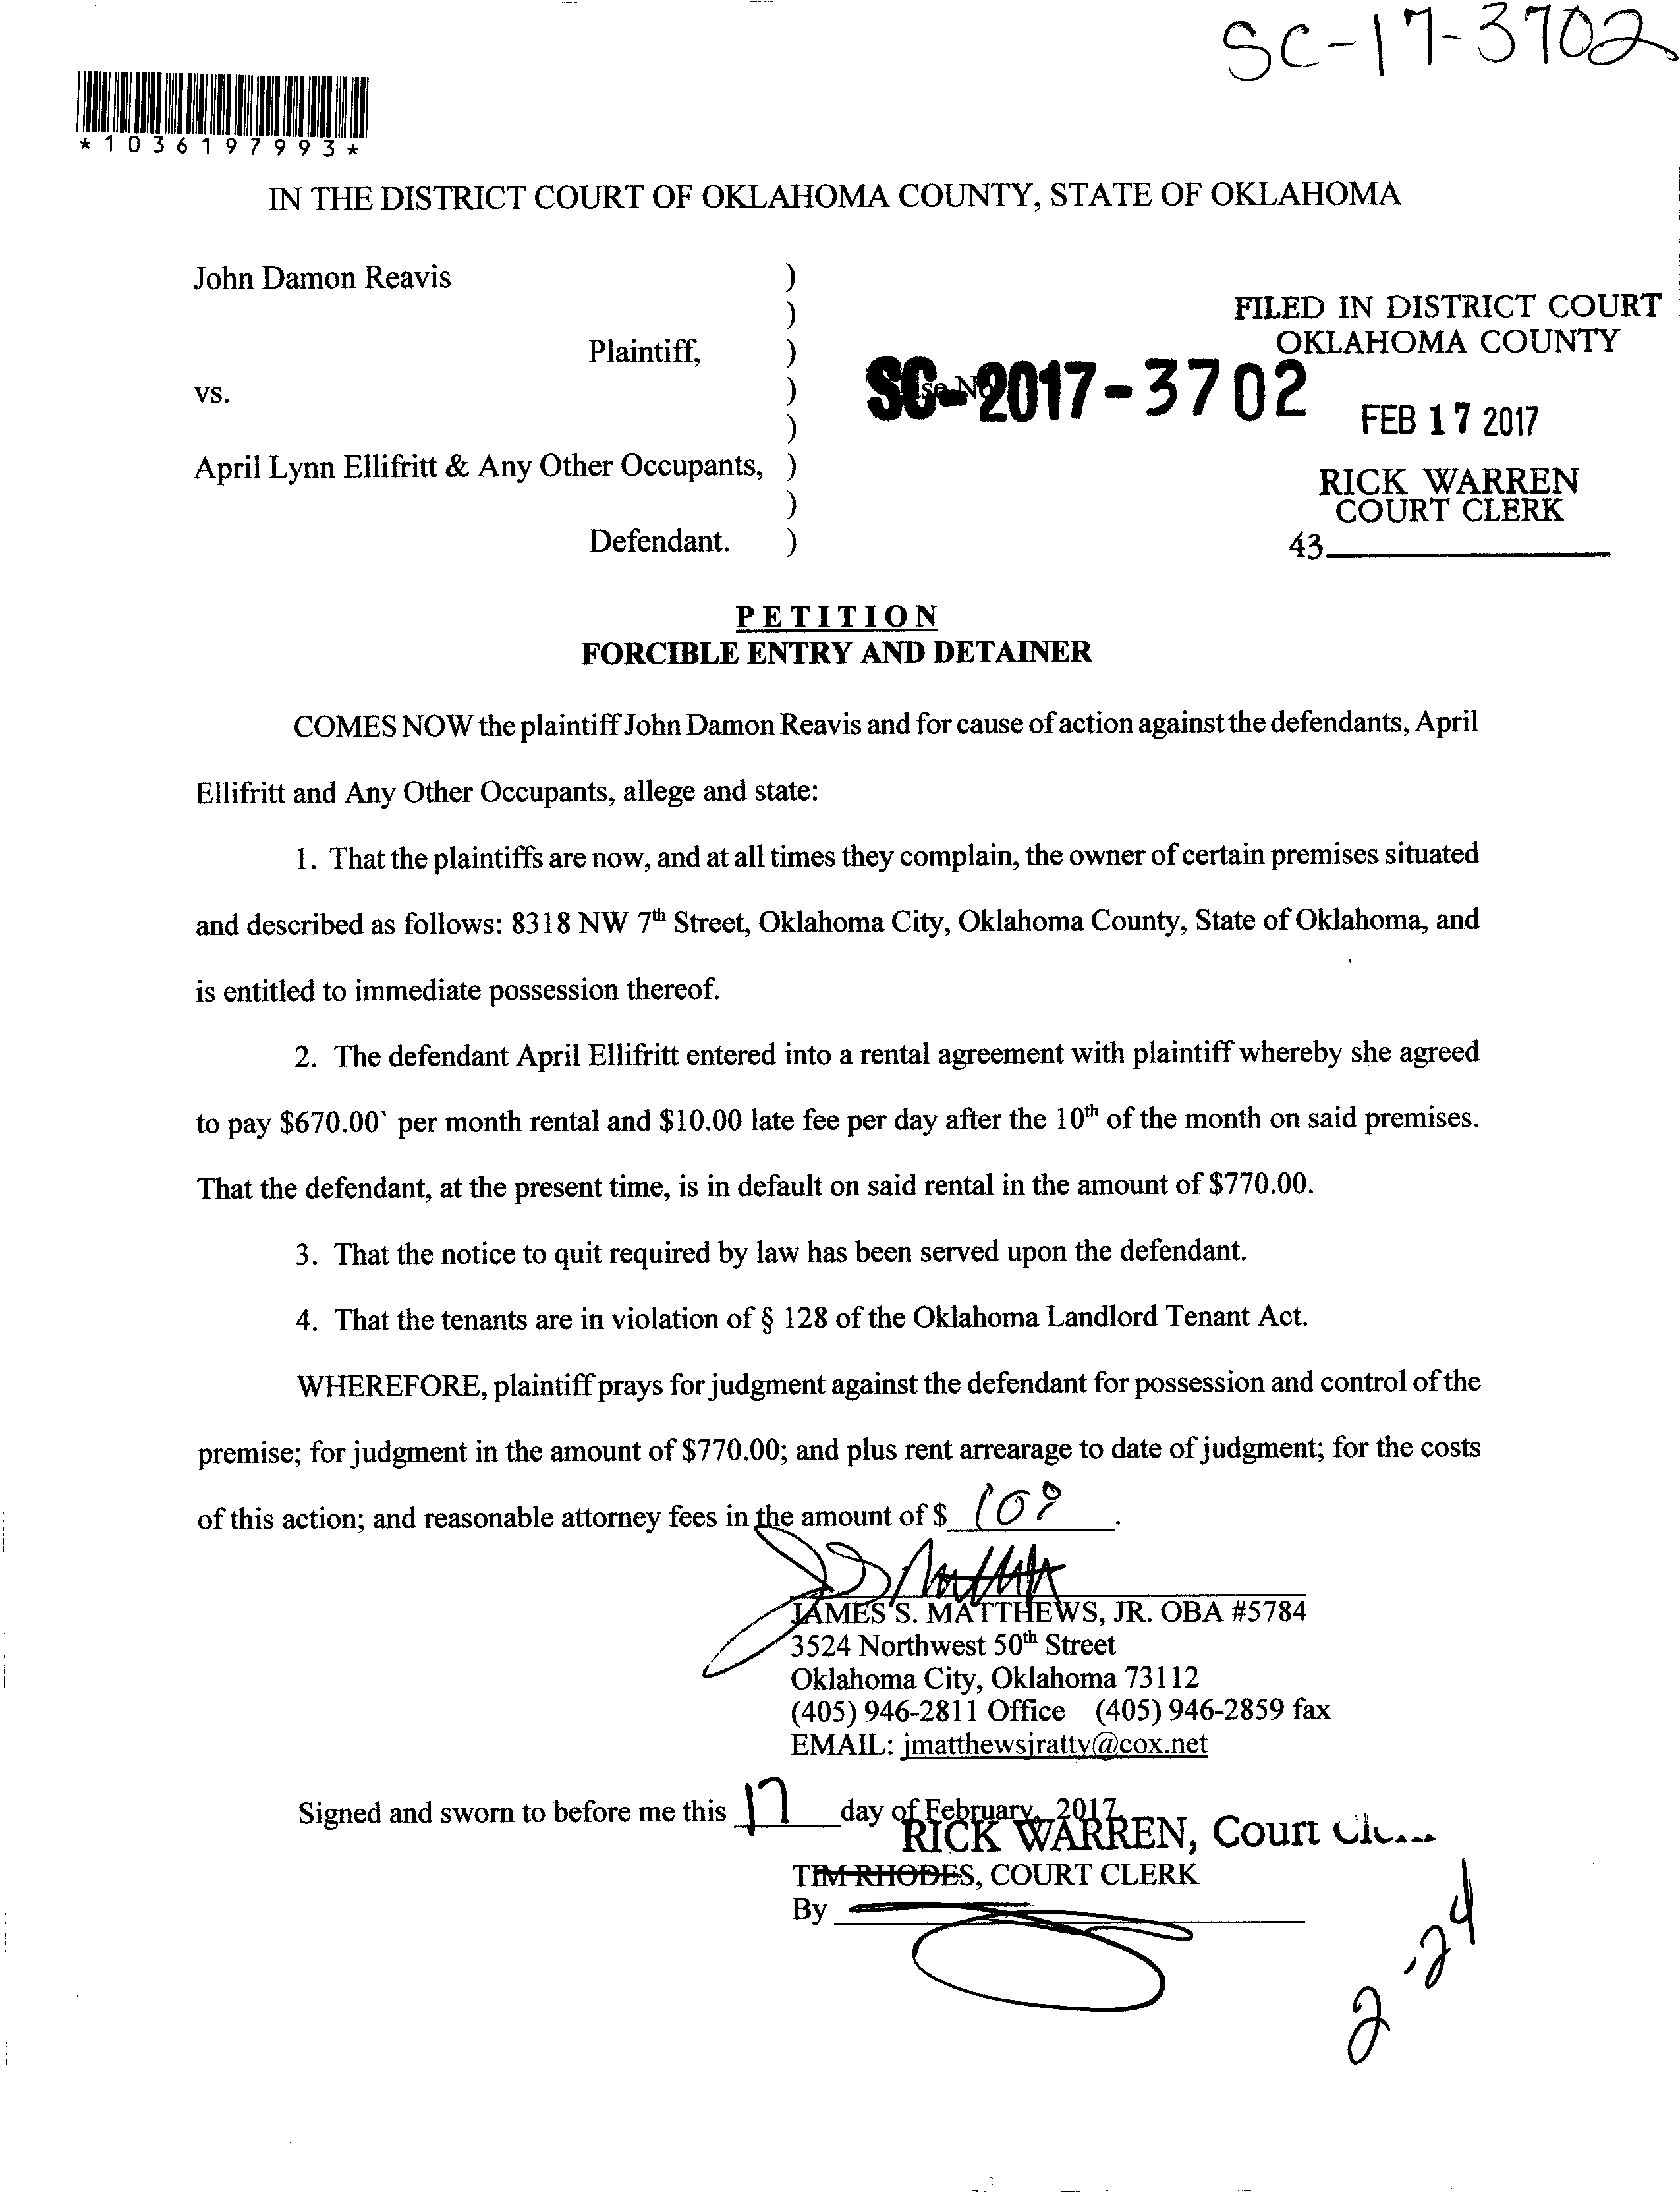 SC-17-3702
*1036197993*
IN THE DISTRICT COURT OF OKLAHOMA COUNTY, STATE OF OKLAHOMA
John Damon Reavis )
)
Plaintiff, )
vs. )
)
April Lynn Ellifritt & Any Other Occupants, )
)
Defendant. )
SC-2017-3702
FILED IN DISTRICT COURT
OKLAHOMA COUNTY
FEB 17 2017
RICK WARREN
COURT CLERK
43
PETITION
FORCIBLE ENTRY AND DETAINER
COMES NOW the plaintiff John Damon Reavis and for cause of action against the defendants, April
Ellifritt and Any Other Occupants, allege and state:
1. That the plaintiffs are now, and at all times they complain, the owner of certain premises situated
and described as follows: 8318 NW 7th Street, Oklahoma City, Oklahoma County, State of Oklahoma, and
is entitled to immediate possession thereof.
2. The defendant April Ellifritt entered into a rental agreement with plaintiff whereby she agreed
to pay $670.00` per month rental and $10.00 late fee per day after the 10th of the month on said premises.
That the defendant, at the present time, is in default on said rental in the amount of $770.00.
3. That the notice to quit required by law has been served upon the defendant.
4. That the tenants are in violation of § 128 of the Oklahoma Landlord Tenant Act.
WHEREFORE, plaintiff prays for judgment against the defendant for possession and control of the
premise; for judgment in the amount of $770.00; and plus rent arrearage to date of judgment; for the costs
of this action; and reasonable attorney fees in the amount of $ .
JAMES S. MATTHEWS, JR. OBA #5784
3524 Northwest 50th Street
Oklahoma City, Oklahoma 73112
(405) 946-2811 Office (405) 946-2859 fax
EMAIL: jmatthewsjratty@cox.net
Signed and sworn to before me this 17 day of February, 2017.
RICK WARREN, Court
TIM RHODES, COURT CLERK
By
2-24